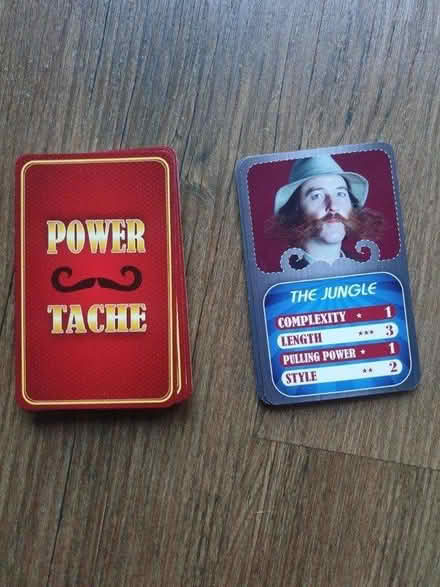 POWER
TACHE
THE JUNGLE
COMPLEXITY * 1
LENGTH *** 3
PULLING POWER * 1
STYLE ** 2